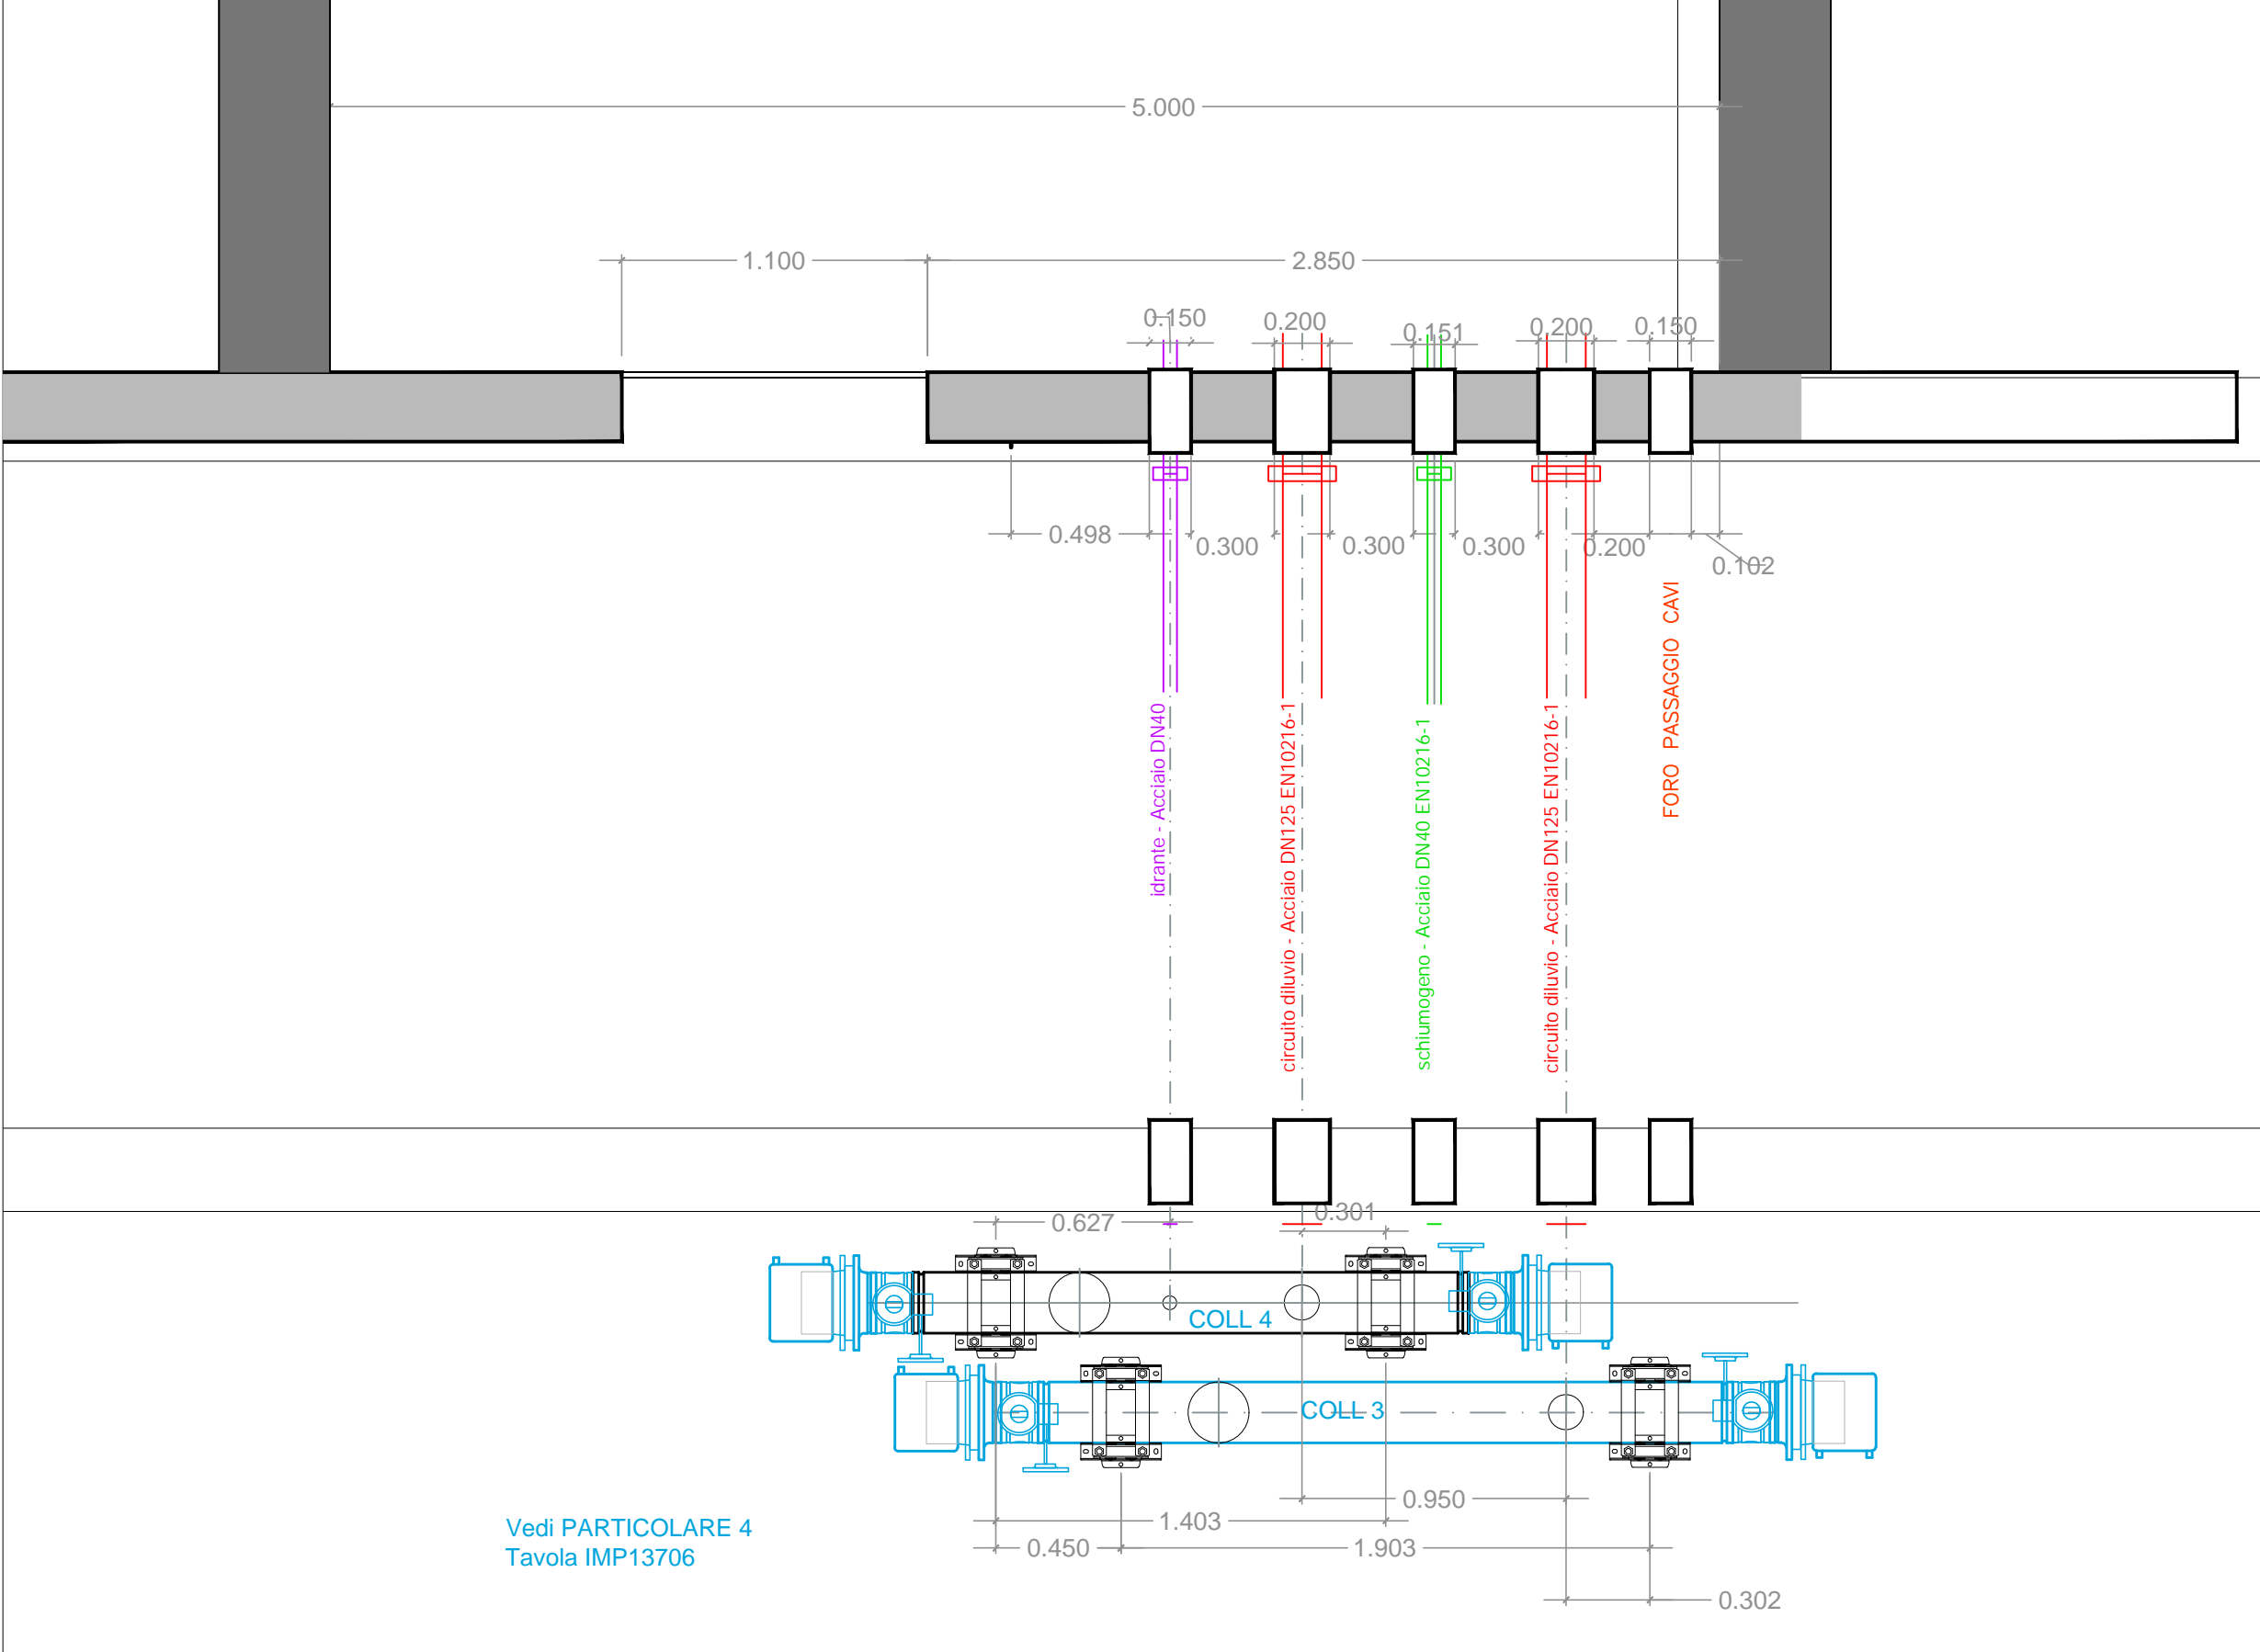 5.000
1.100
2.850
0.150
0.200
0.151
0.200
0.150
0.498
0.300
0.300
0.300
0.200
0.102
idrante - Acciaio DN40
circuito diluvio - Acciaio DN125 EN10216-1
schiumogeno - Acciaio DN40 EN10216-1
circuito diluvio - Acciaio DN125 EN10216-1
FORO PASSAGGIO CAVI
0.627
0.301
COLL 4
COLL 3
0.950
1.403
0.450
1.903
0.302
Vedi PARTICOLARE 4
Tavola IMP13706